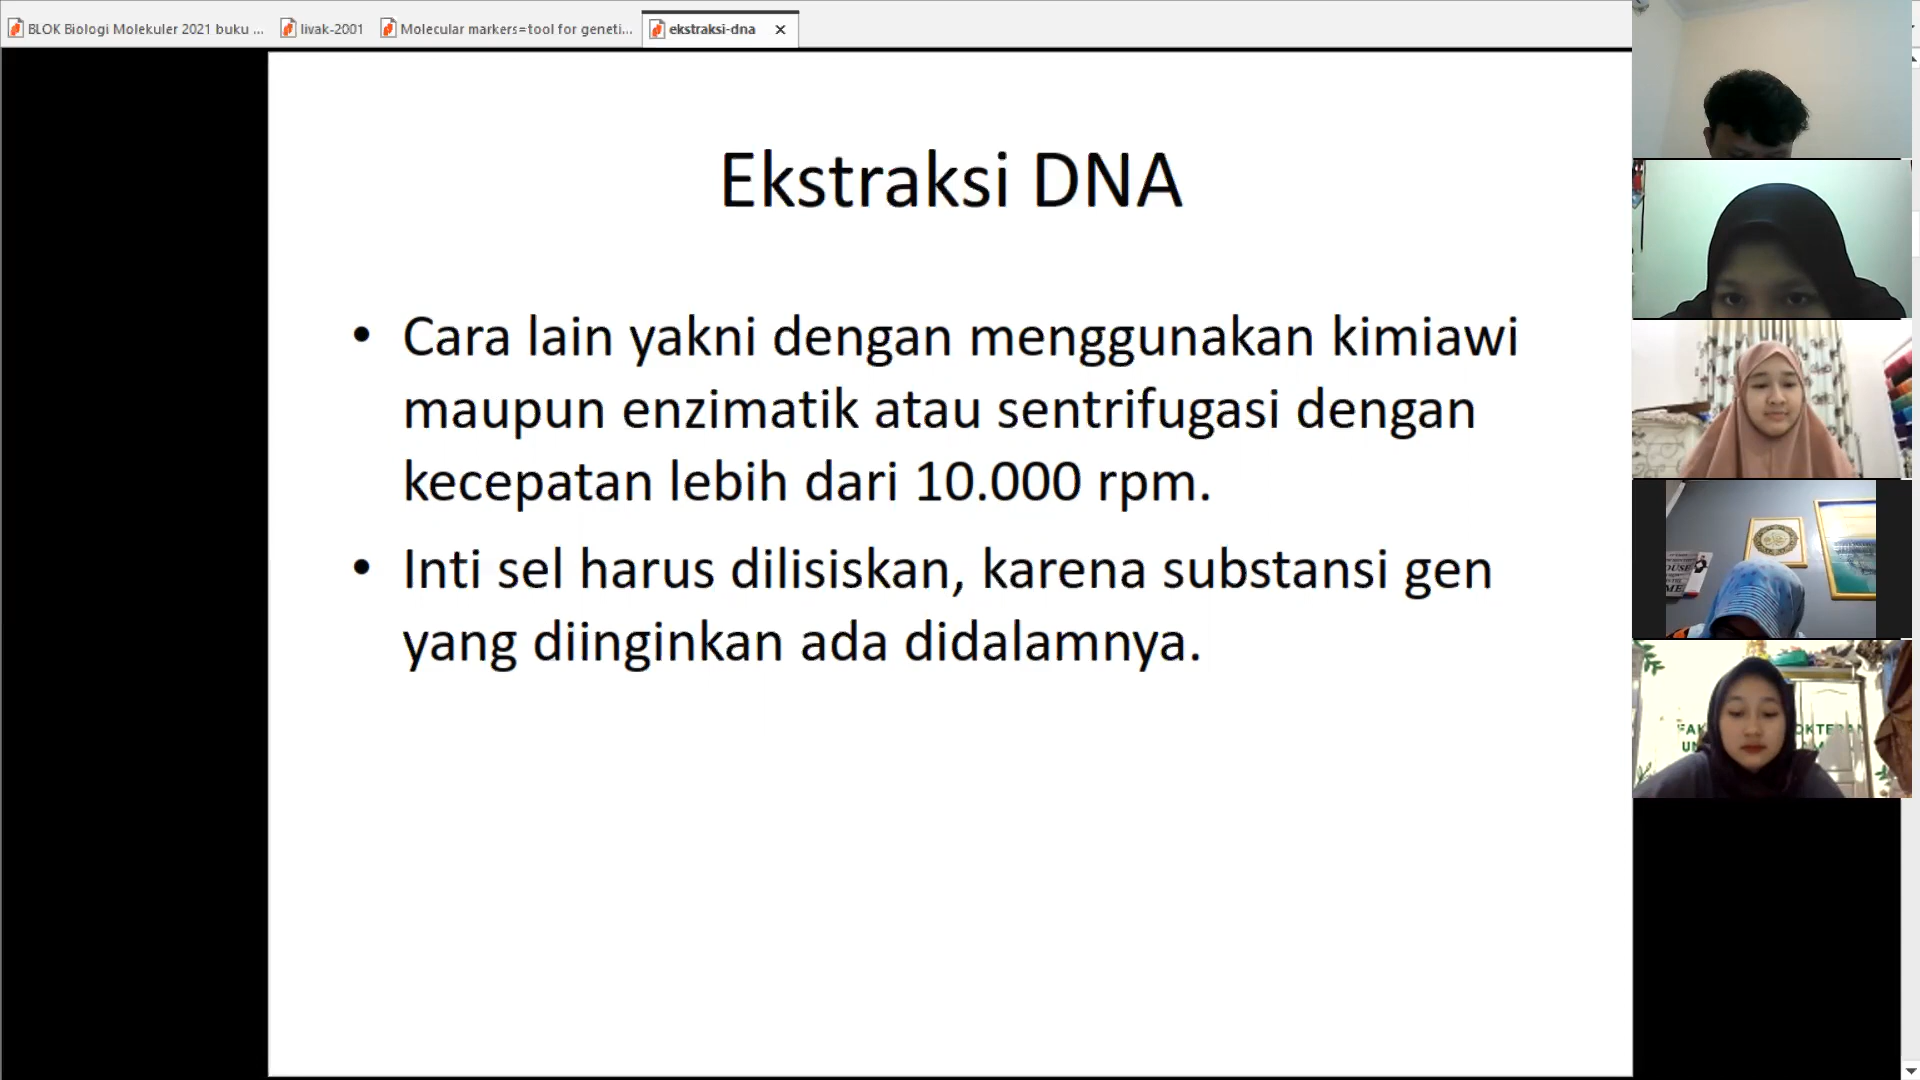 BLOK Biologi Molekuler 2021 buku ...
livak-2001
Molecular markers=tool for geneti...
ekstraksi-dna
Ekstraksi DNA
• Cara lain yakni dengan menggunakan kimiawi
maupun enzimatik atau sentrifugasi dengan
kecepatan lebih dari 10.000 rpm.
• Inti sel harus dilisiskan, karena substansi gen
yang diinginkan ada didalamnya.